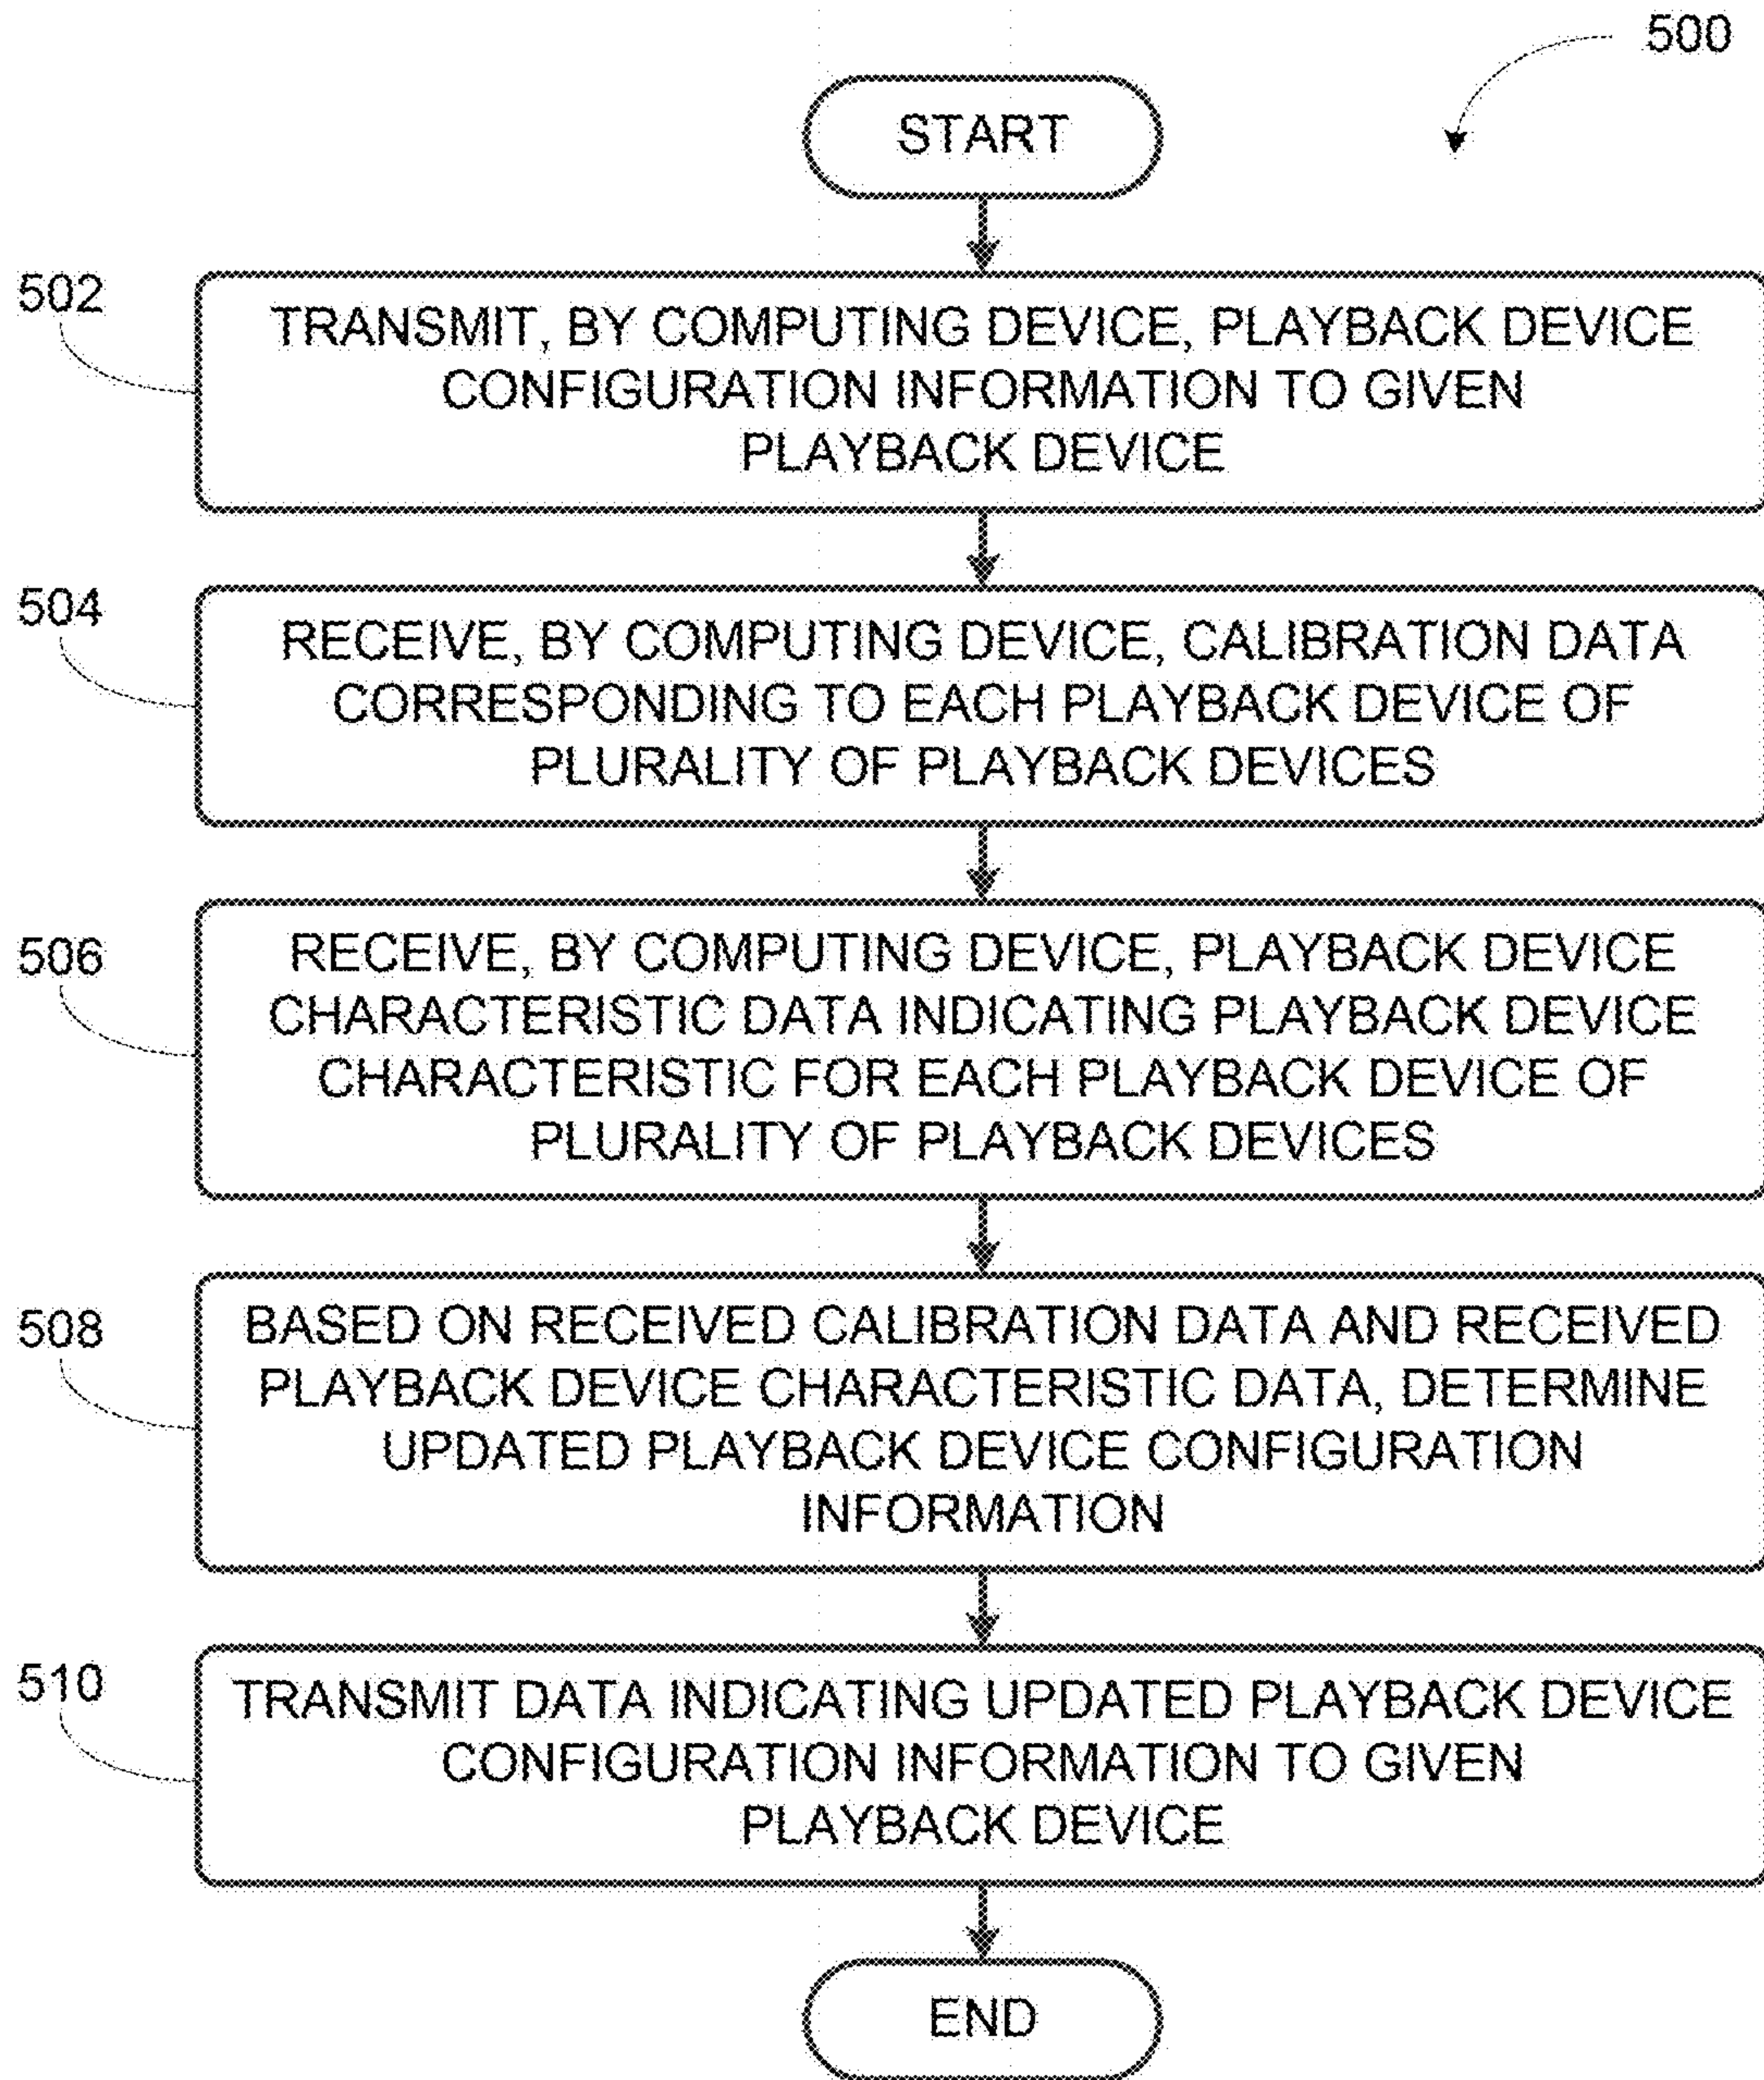 500
START
502
TRANSMIT, BY COMPUTING DEVICE, PLAYBACK DEVICE
CONFIGURATION INFORMATION TO GIVEN
PLAYBACK DEVICE
504
RECEIVE, BY COMPUTING DEVICE, CALIBRATION DATA
CORRESPONDING TO EACH PLAYBACK DEVICE OF
PLURALITY OF PLAYBACK DEVICES
506
RECEIVE, BY COMPUTING DEVICE, PLAYBACK DEVICE
CHARACTERISTIC DATA INDICATING PLAYBACK DEVICE
CHARACTERISTIC FOR EACH PLAYBACK DEVICE OF
PLURALITY OF PLAYBACK DEVICES
508
BASED ON RECEIVED CALIBRATION DATA AND RECEIVED
PLAYBACK DEVICE CHARACTERISTIC DATA, DETERMINE
UPDATED PLAYBACK DEVICE CONFIGURATION
INFORMATION
510
TRANSMIT DATA INDICATING UPDATED PLAYBACK DEVICE
CONFIGURATION INFORMATION TO GIVEN
PLAYBACK DEVICE
END